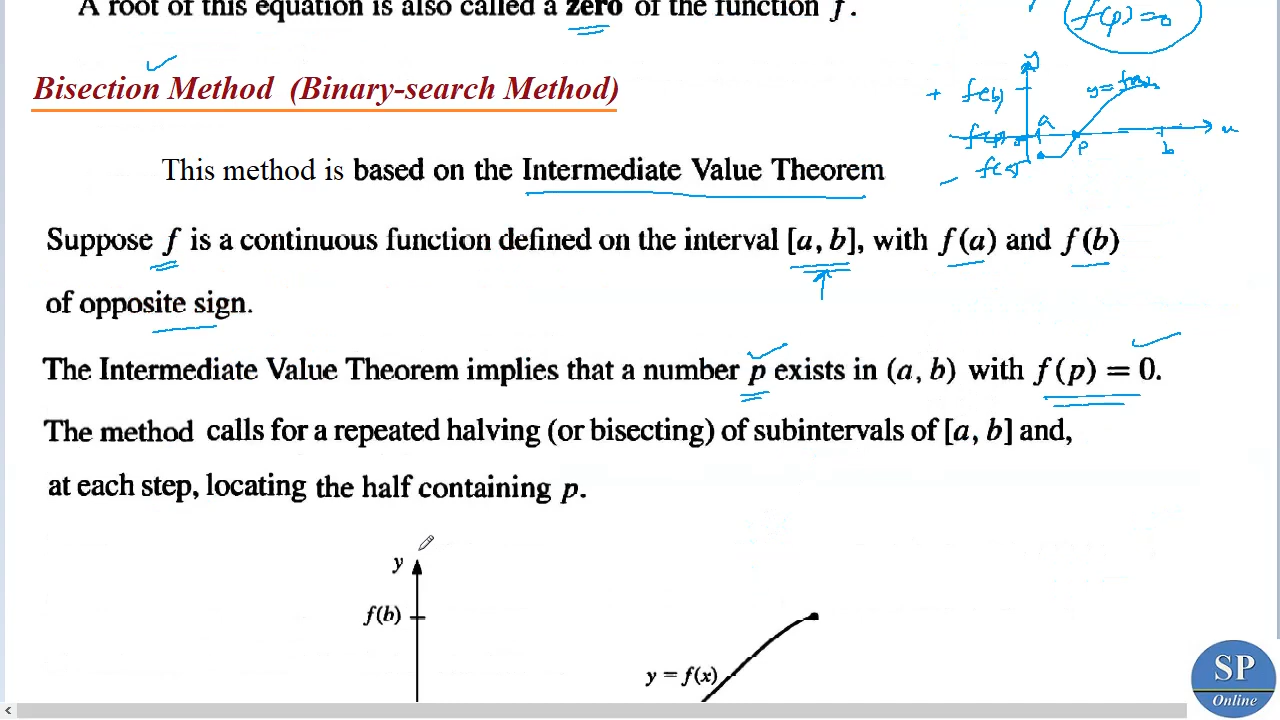 A root of this equation is also called a zero of the function f.
f(p)=0
Bisection Method (Binary-search Method)
y
+ f(b)
y=f(x)
a
f(p)
p
b
x
- f(a)
This method is based on the Intermediate Value Theorem
Suppose f is a continuous function defined on the interval [a, b], with f(a) and f(b)
of opposite sign.
The Intermediate Value Theorem implies that a number p exists in (a, b) with f(p) = 0.
The method calls for a repeated halving (or bisecting) of subintervals of [a, b] and,
at each step, locating the half containing p.
y
f(b)
y = f(x)
SP
Online